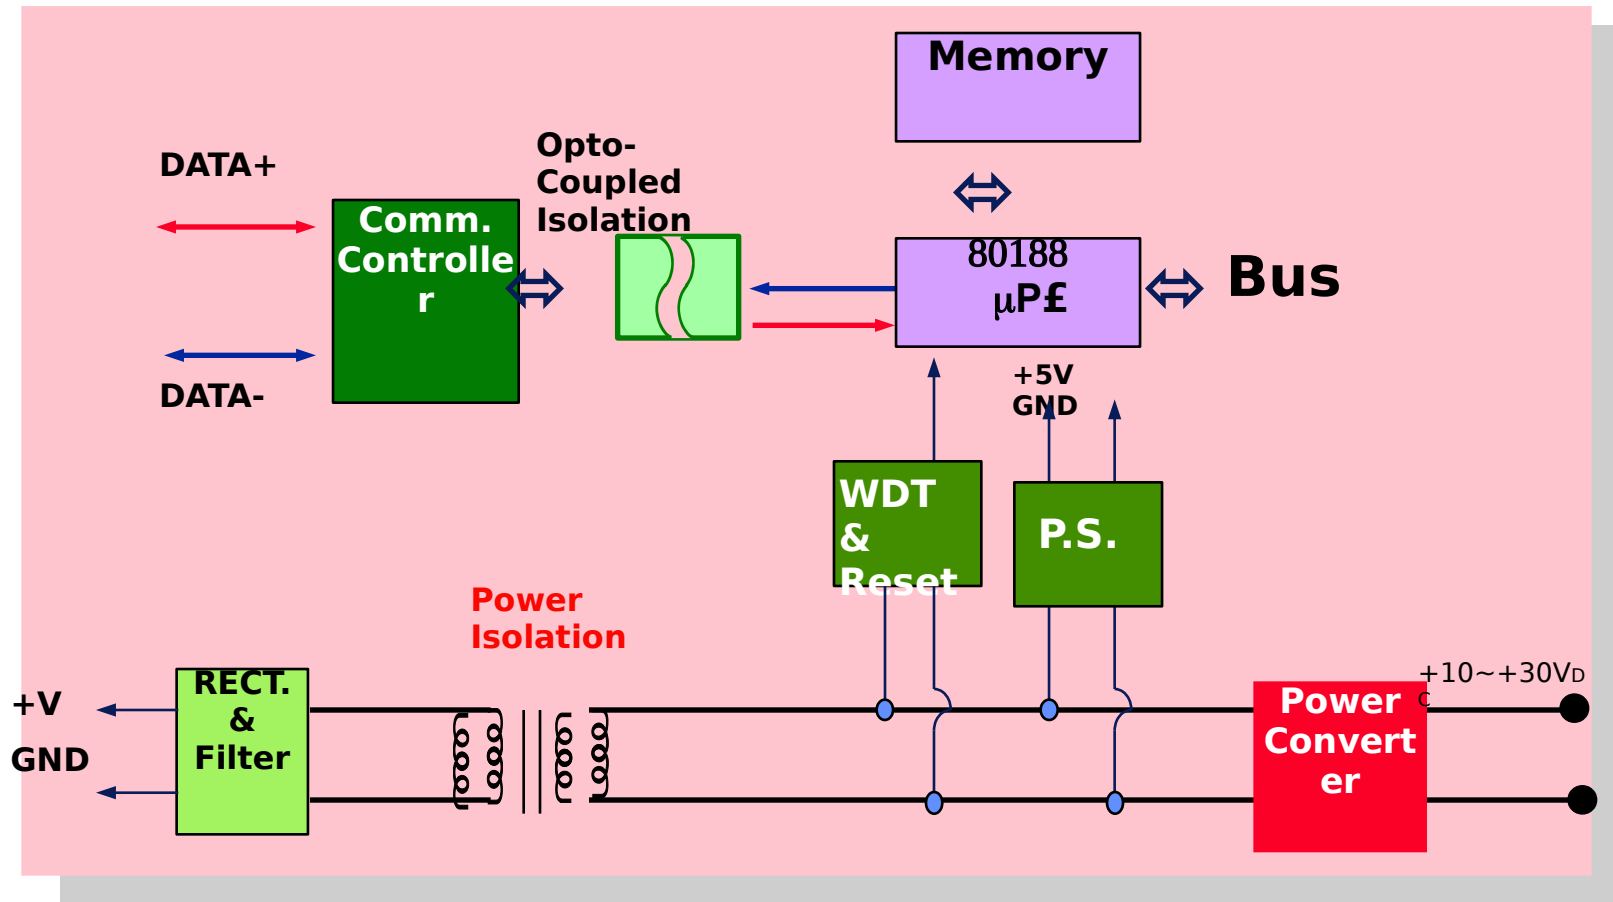 Memory
Opto-
Coupled
Isolation
DATA+
Comm.
Controlle
r
80188
µP£
Bus
DATA-
+5V
GND
WDT
&
Reset
P.S.
Power
Isolation
+10~+30VD
C
RECT.
&
Filter
+V
GND
Power
Convert
er